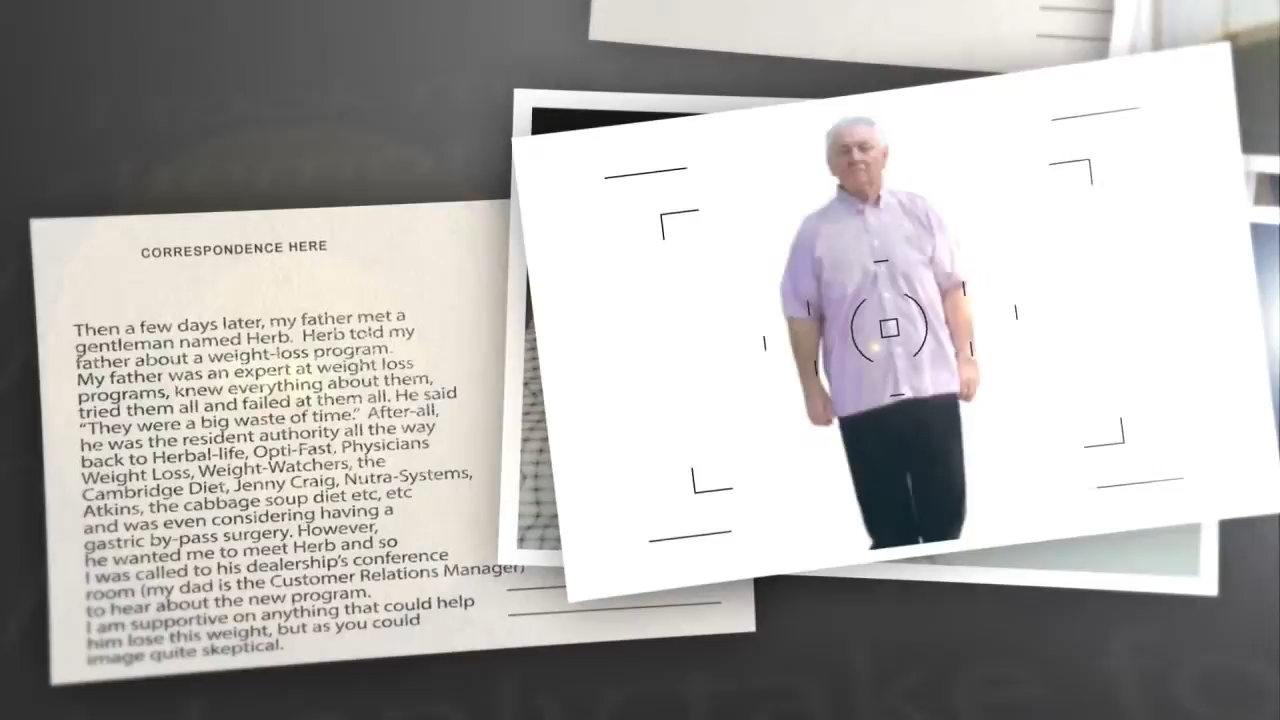 CORRESPONDENCE HERE
Then a few days later, my father met a
gentleman named Herb. Herb told my
father about a weight-loss program.
My father was an expert at weight loss
programs, knew everything about them,
tried them all and failed at them all. He said
“They were a big waste of time.” After-all,
he was the resident authority all the way
back to Herbal-life, Opti-Fast, Physicians
Weight Loss, Weight-Watchers, the
Cambridge Diet, Jenny Craig, Nutra-Systems,
Atkins, the cabbage soup diet etc, etc
and was even considering having a
gastric by-pass surgery. However,
he wanted me to meet Herb and so
I was called to his dealership’s conference
room (my dad is the Customer Relations Manager)
to hear about the new program.
I am supportive on anything that could help
him lose this weight, but as you could
image quite skeptical.